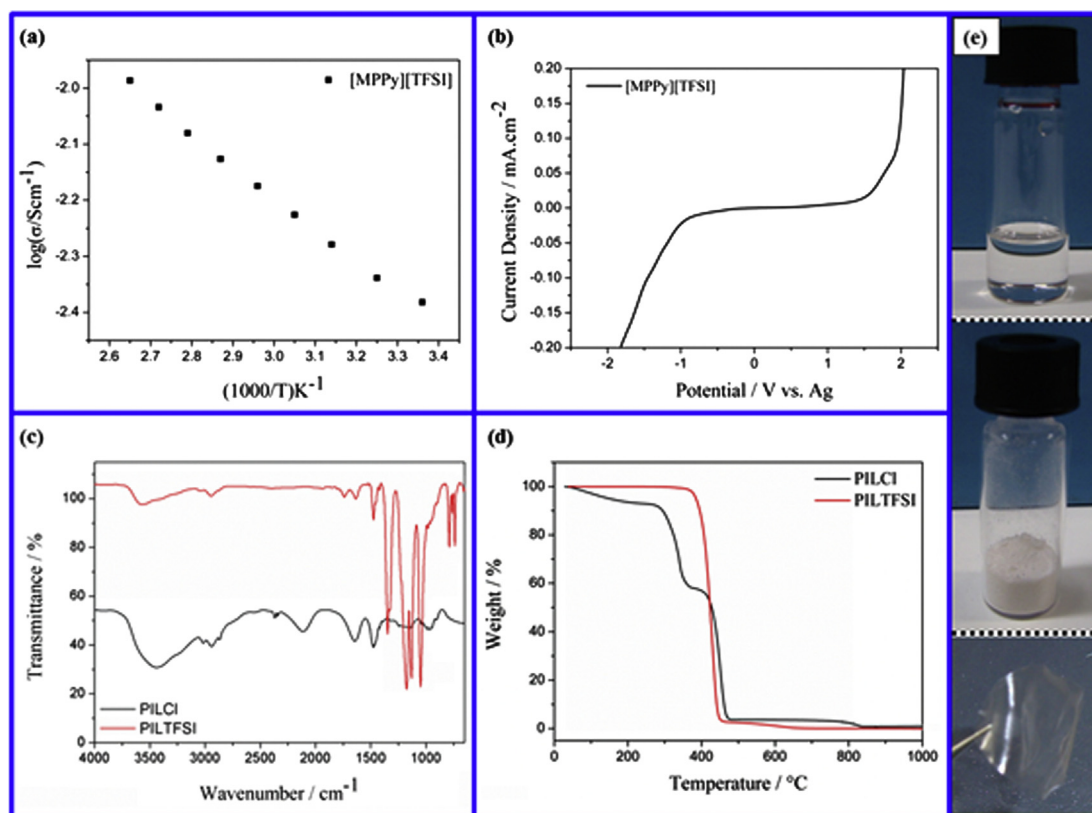 (a)
[MPPy][TFSI]
-2.0
-2.1
-2.2
-2.3
-2.4
log(σ/Scm-1)
2.6 2.7 2.8 2.9 3.0 3.1 3.2 3.3 3.4
(1000/T)K-1
(b)
[MPPy][TFSI]
0.20
0.15
0.10
0.05
0.00
-0.05
-0.10
-0.15
-0.20
Current Density / mA.cm-2
-2 -1 0 1 2
Potential / V vs. Ag
(c)
100
80
60
40
20
0
Transmittance / %
PILCl
PILTFSI
4000 3500 3000 2500 2000 1500 1000
Wavenumber / cm-1
(d)
PILCl
PILTFSI
100
80
60
40
20
0
Weight / %
0 200 400 600 800 1000
Temperature / °C
(e)